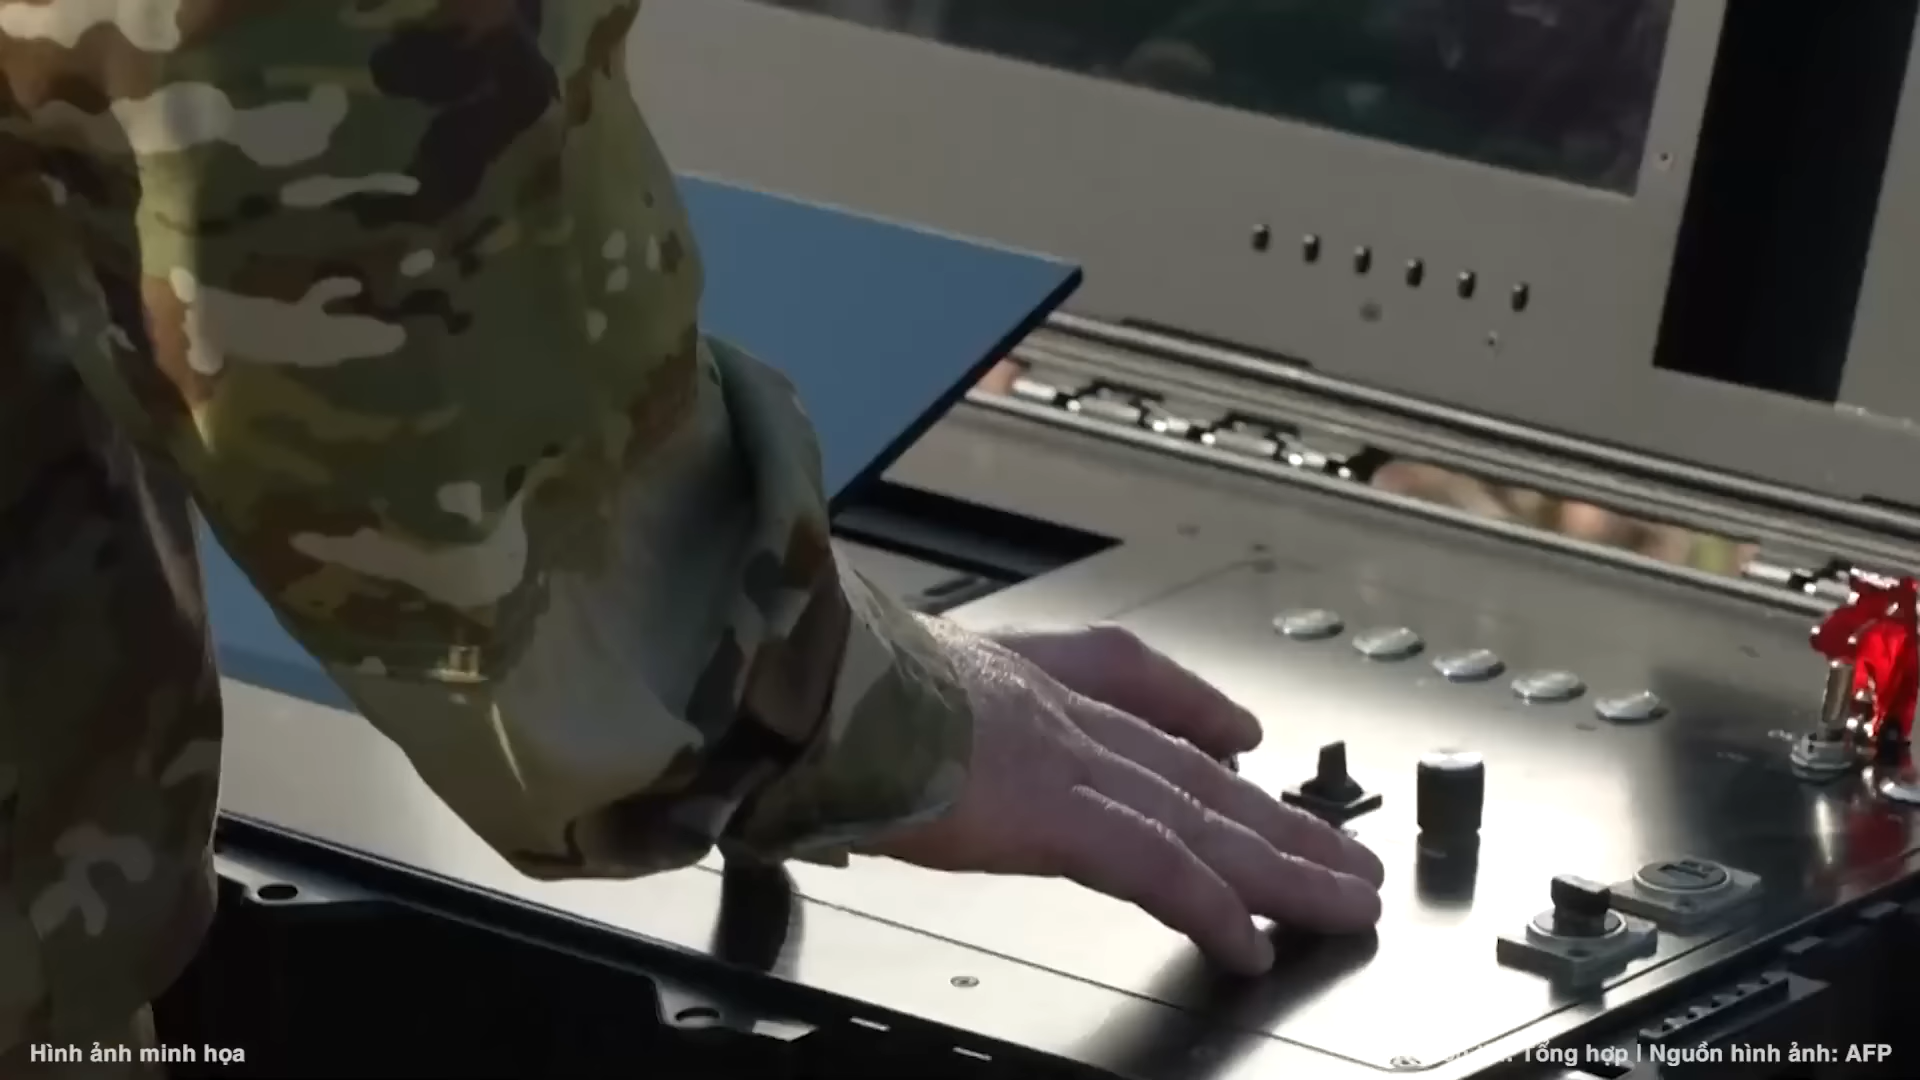 Hình ảnh minh họa
Tổng hợp | Nguồn hình ảnh: AFP